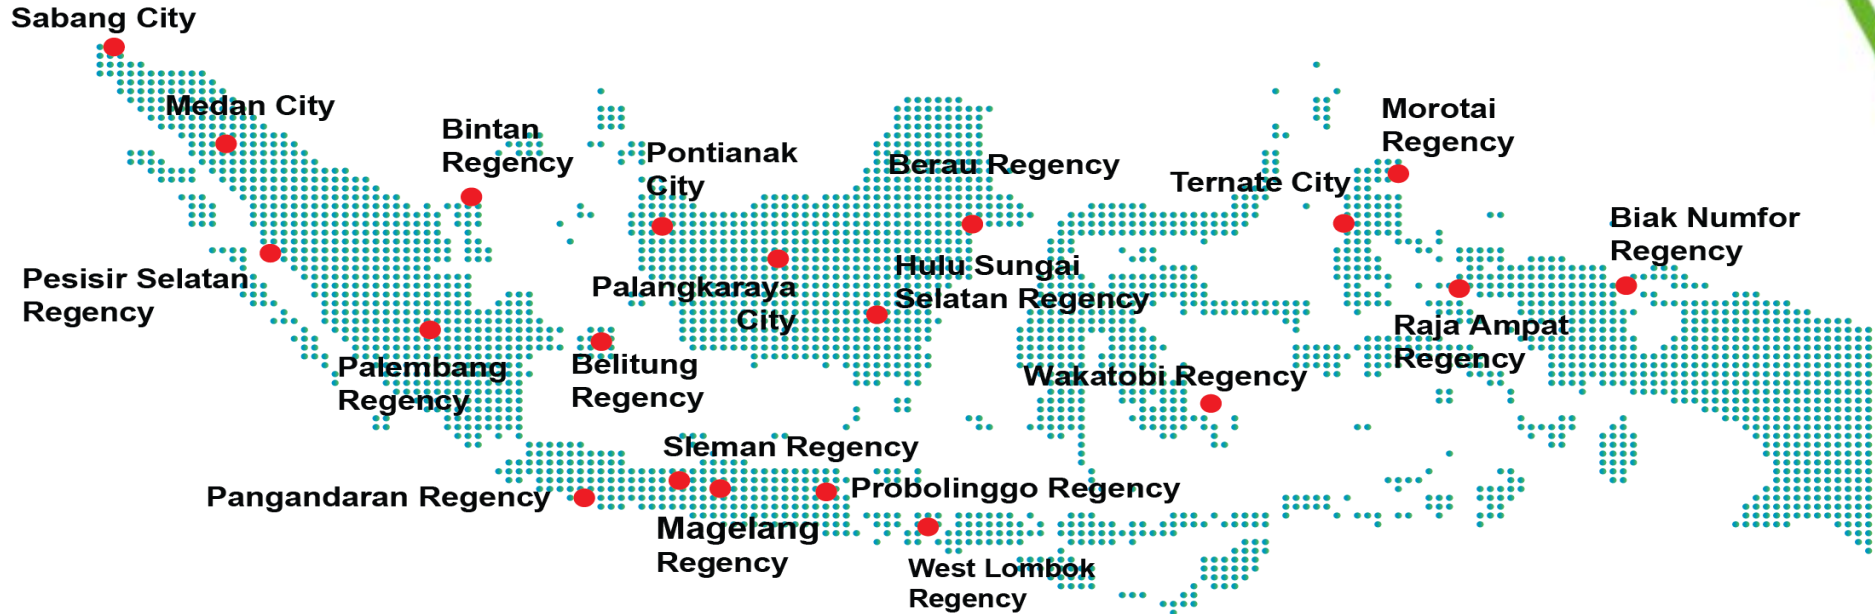 Sabang City
Medan City
Bintan
Regency
Pontianak
City
Berau Regency
Morotai
Regency
Ternate City
Biak Numfor
Regency
Pesisir Selatan
Regency
Palangkaraya
City
Hulu Sungai
Selatan Regency
Raja Ampat
Regency
Palembang
Regency
Belitung
Regency
Wakatobi Regency
Sleman Regency
Pangandaran Regency
Probolinggo Regency
Magelang
Regency
West Lombok
Regency